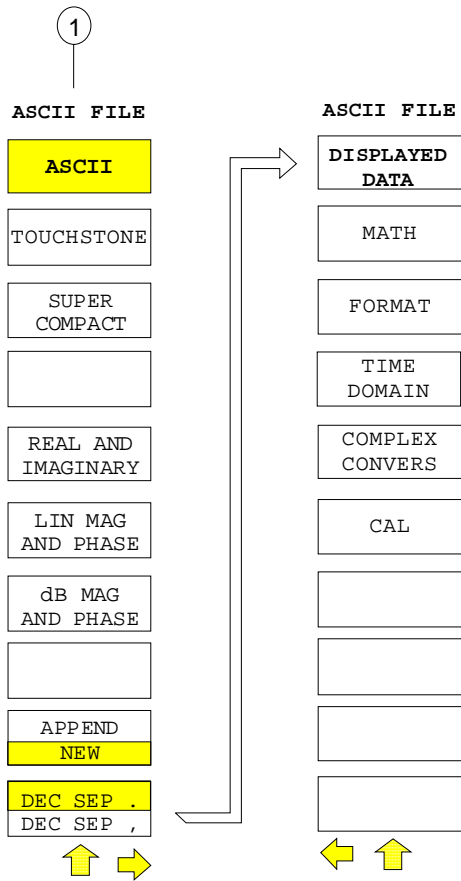 1
ASCII FILE
ASCII
TOUCHSTONE
SUPER
COMPACT
REAL AND
IMAGINARY
LIN MAG
AND PHASE
dB MAG
AND PHASE
APPEND
NEW
DEC SEP .
DEC SEP ,
ASCII FILE
DISPLAYED
DATA
MATH
FORMAT
TIME
DOMAIN
COMPLEX
CONVERS
CAL